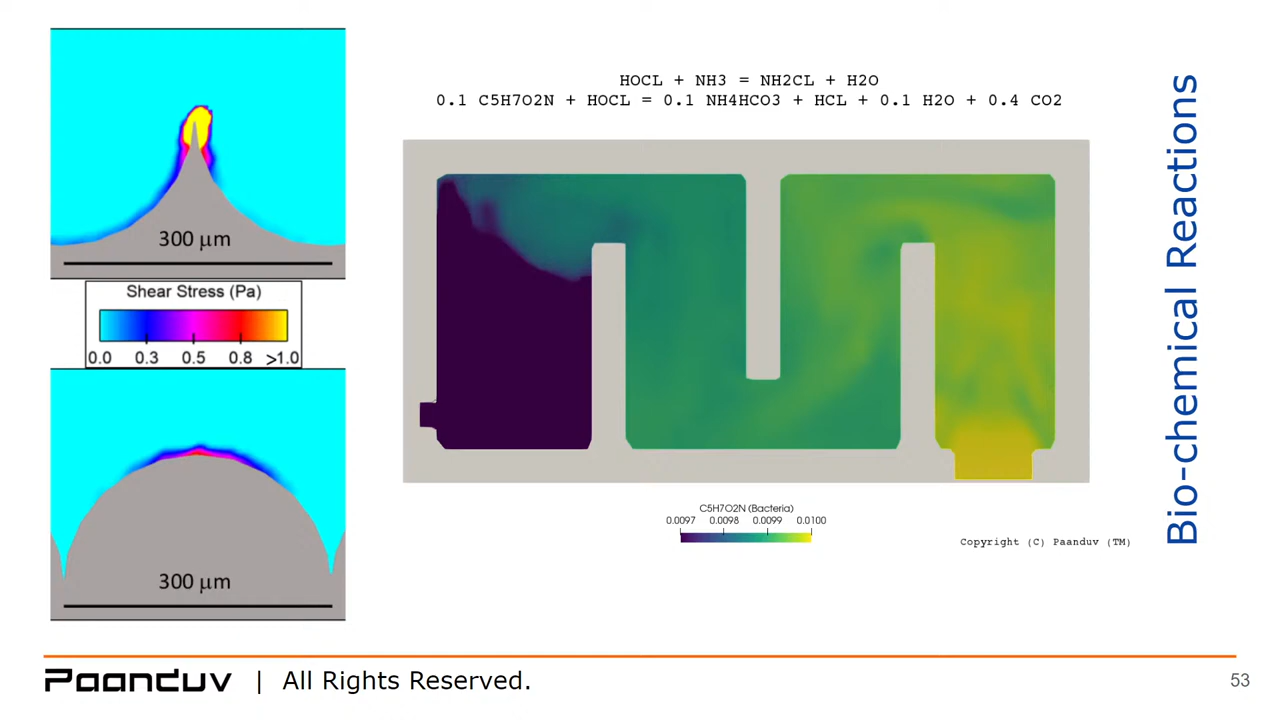 300 μm
Shear Stress (Pa)
0.0 0.3 0.5 0.8 >1.0
300 μm
HOCL + NH3 = NH2CL + H2O
0.1 C5H7O2N + HOCL = 0.1 NH4HCO3 + HCL + 0.1 H2O + 0.4 CO2
C5H7O2N (Bacteria)
0.0097 0.0098 0.0099 0.0100
Copyright (C) Paanduv (TM)
Bio-chemical Reactions
Paanduv | All Rights Reserved.
53